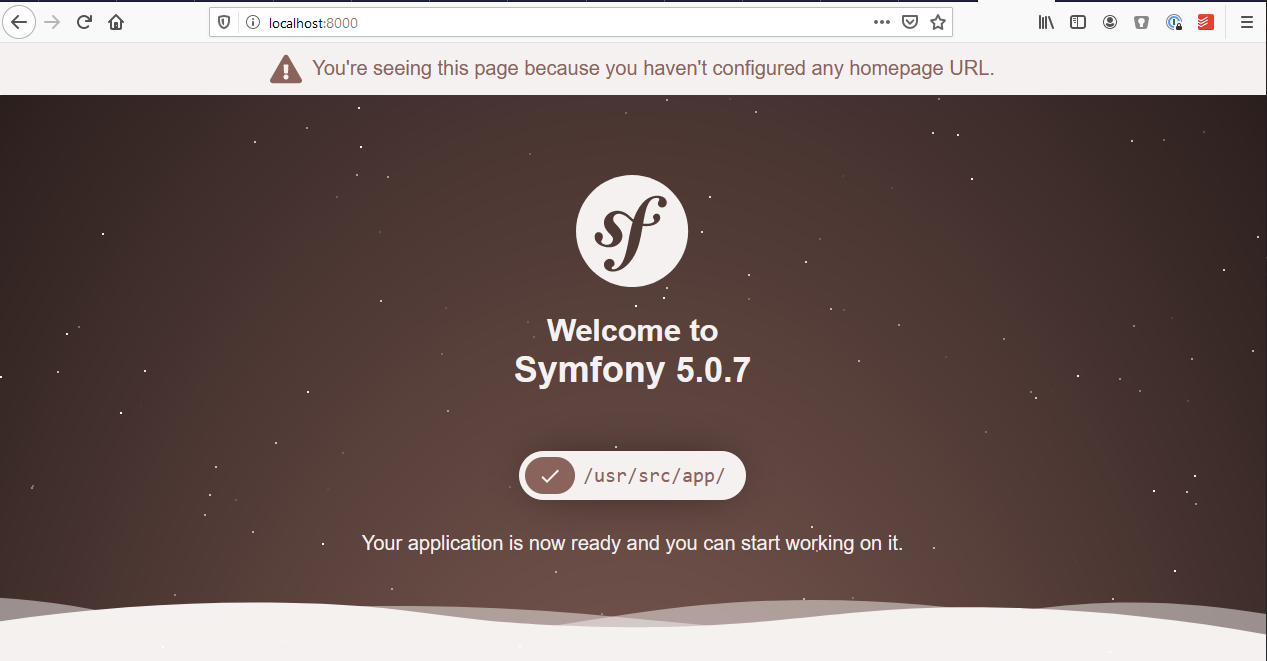 localhost:8000
You're seeing this page because you haven't configured any homepage URL.
sf
Welcome to
Symfony 5.0.7
/usr/src/app/
Your application is now ready and you can start working on it.